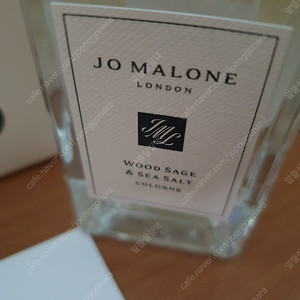 JO MALONE
LONDON
JML
WOOD SAGE
& SEA SALT
COLOGNE